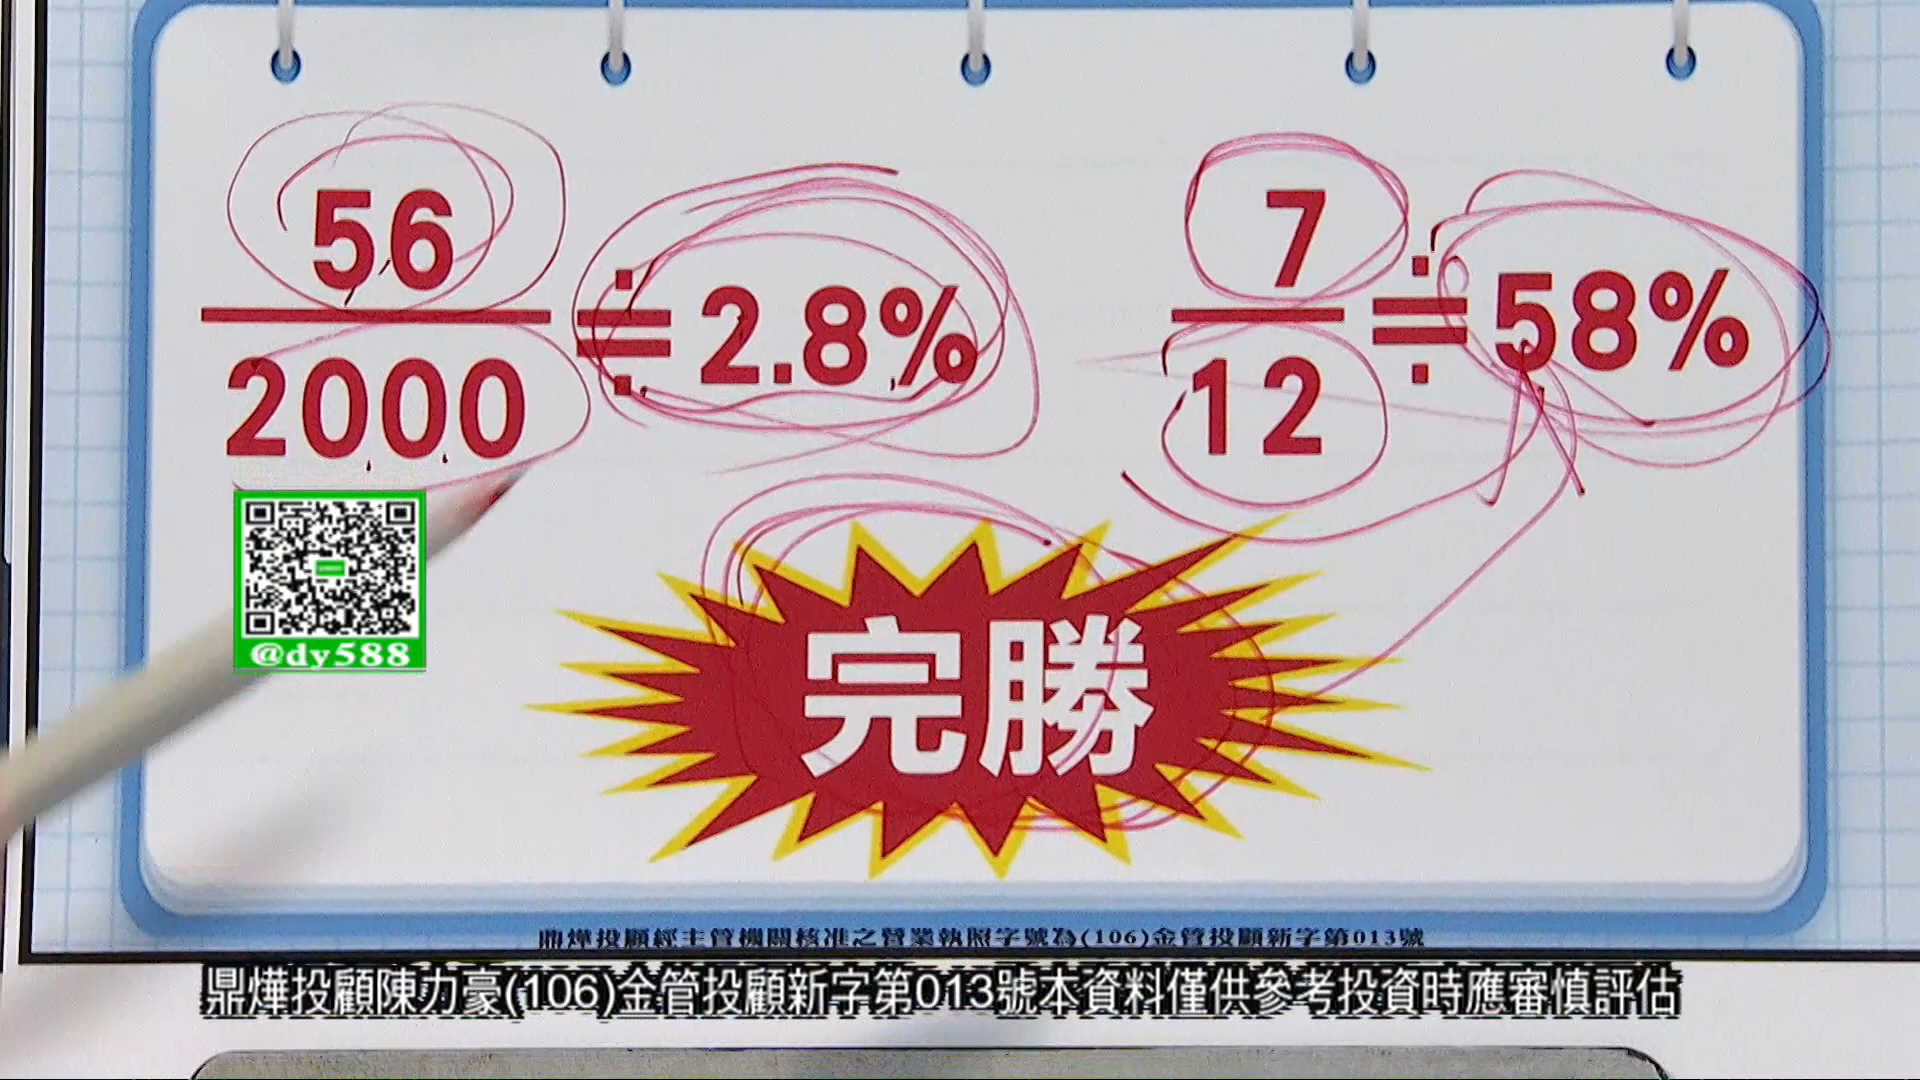 56
2000
≒2.8%
7
12
≒58%
@dy588
完勝
鼎燁投顧經主管機關核准之營業執照字號為(106)金管投顧新字第013號
鼎燁投顧陳力豪(106)金管投顧新字第013號本資料僅供參考投資時應審慎評估